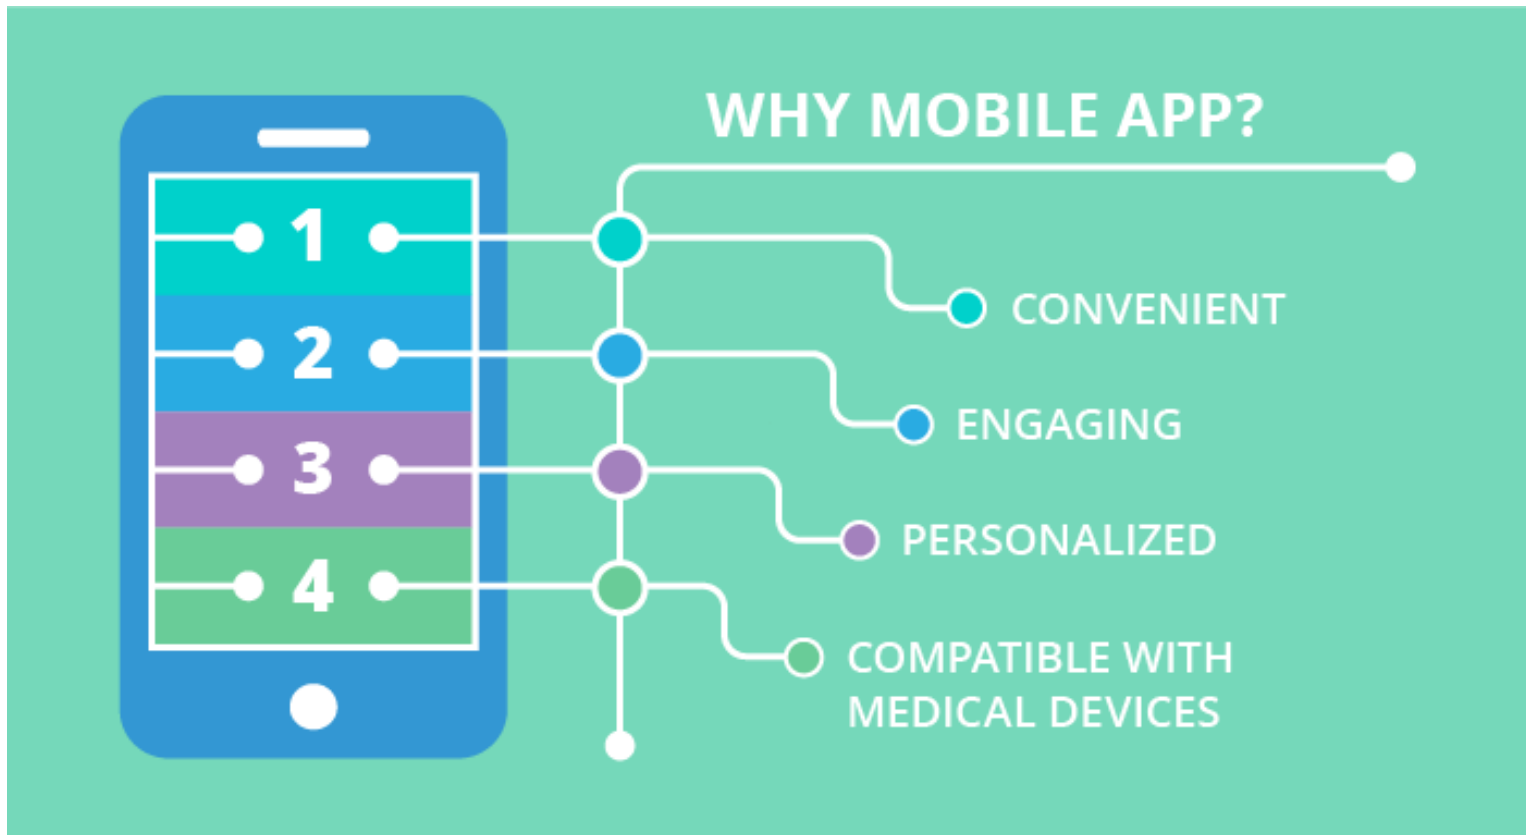 WHY MOBILE APP?
1
CONVENIENT
2
ENGAGING
3
PERSONALIZED
4
COMPATIBLE WITH
MEDICAL DEVICES